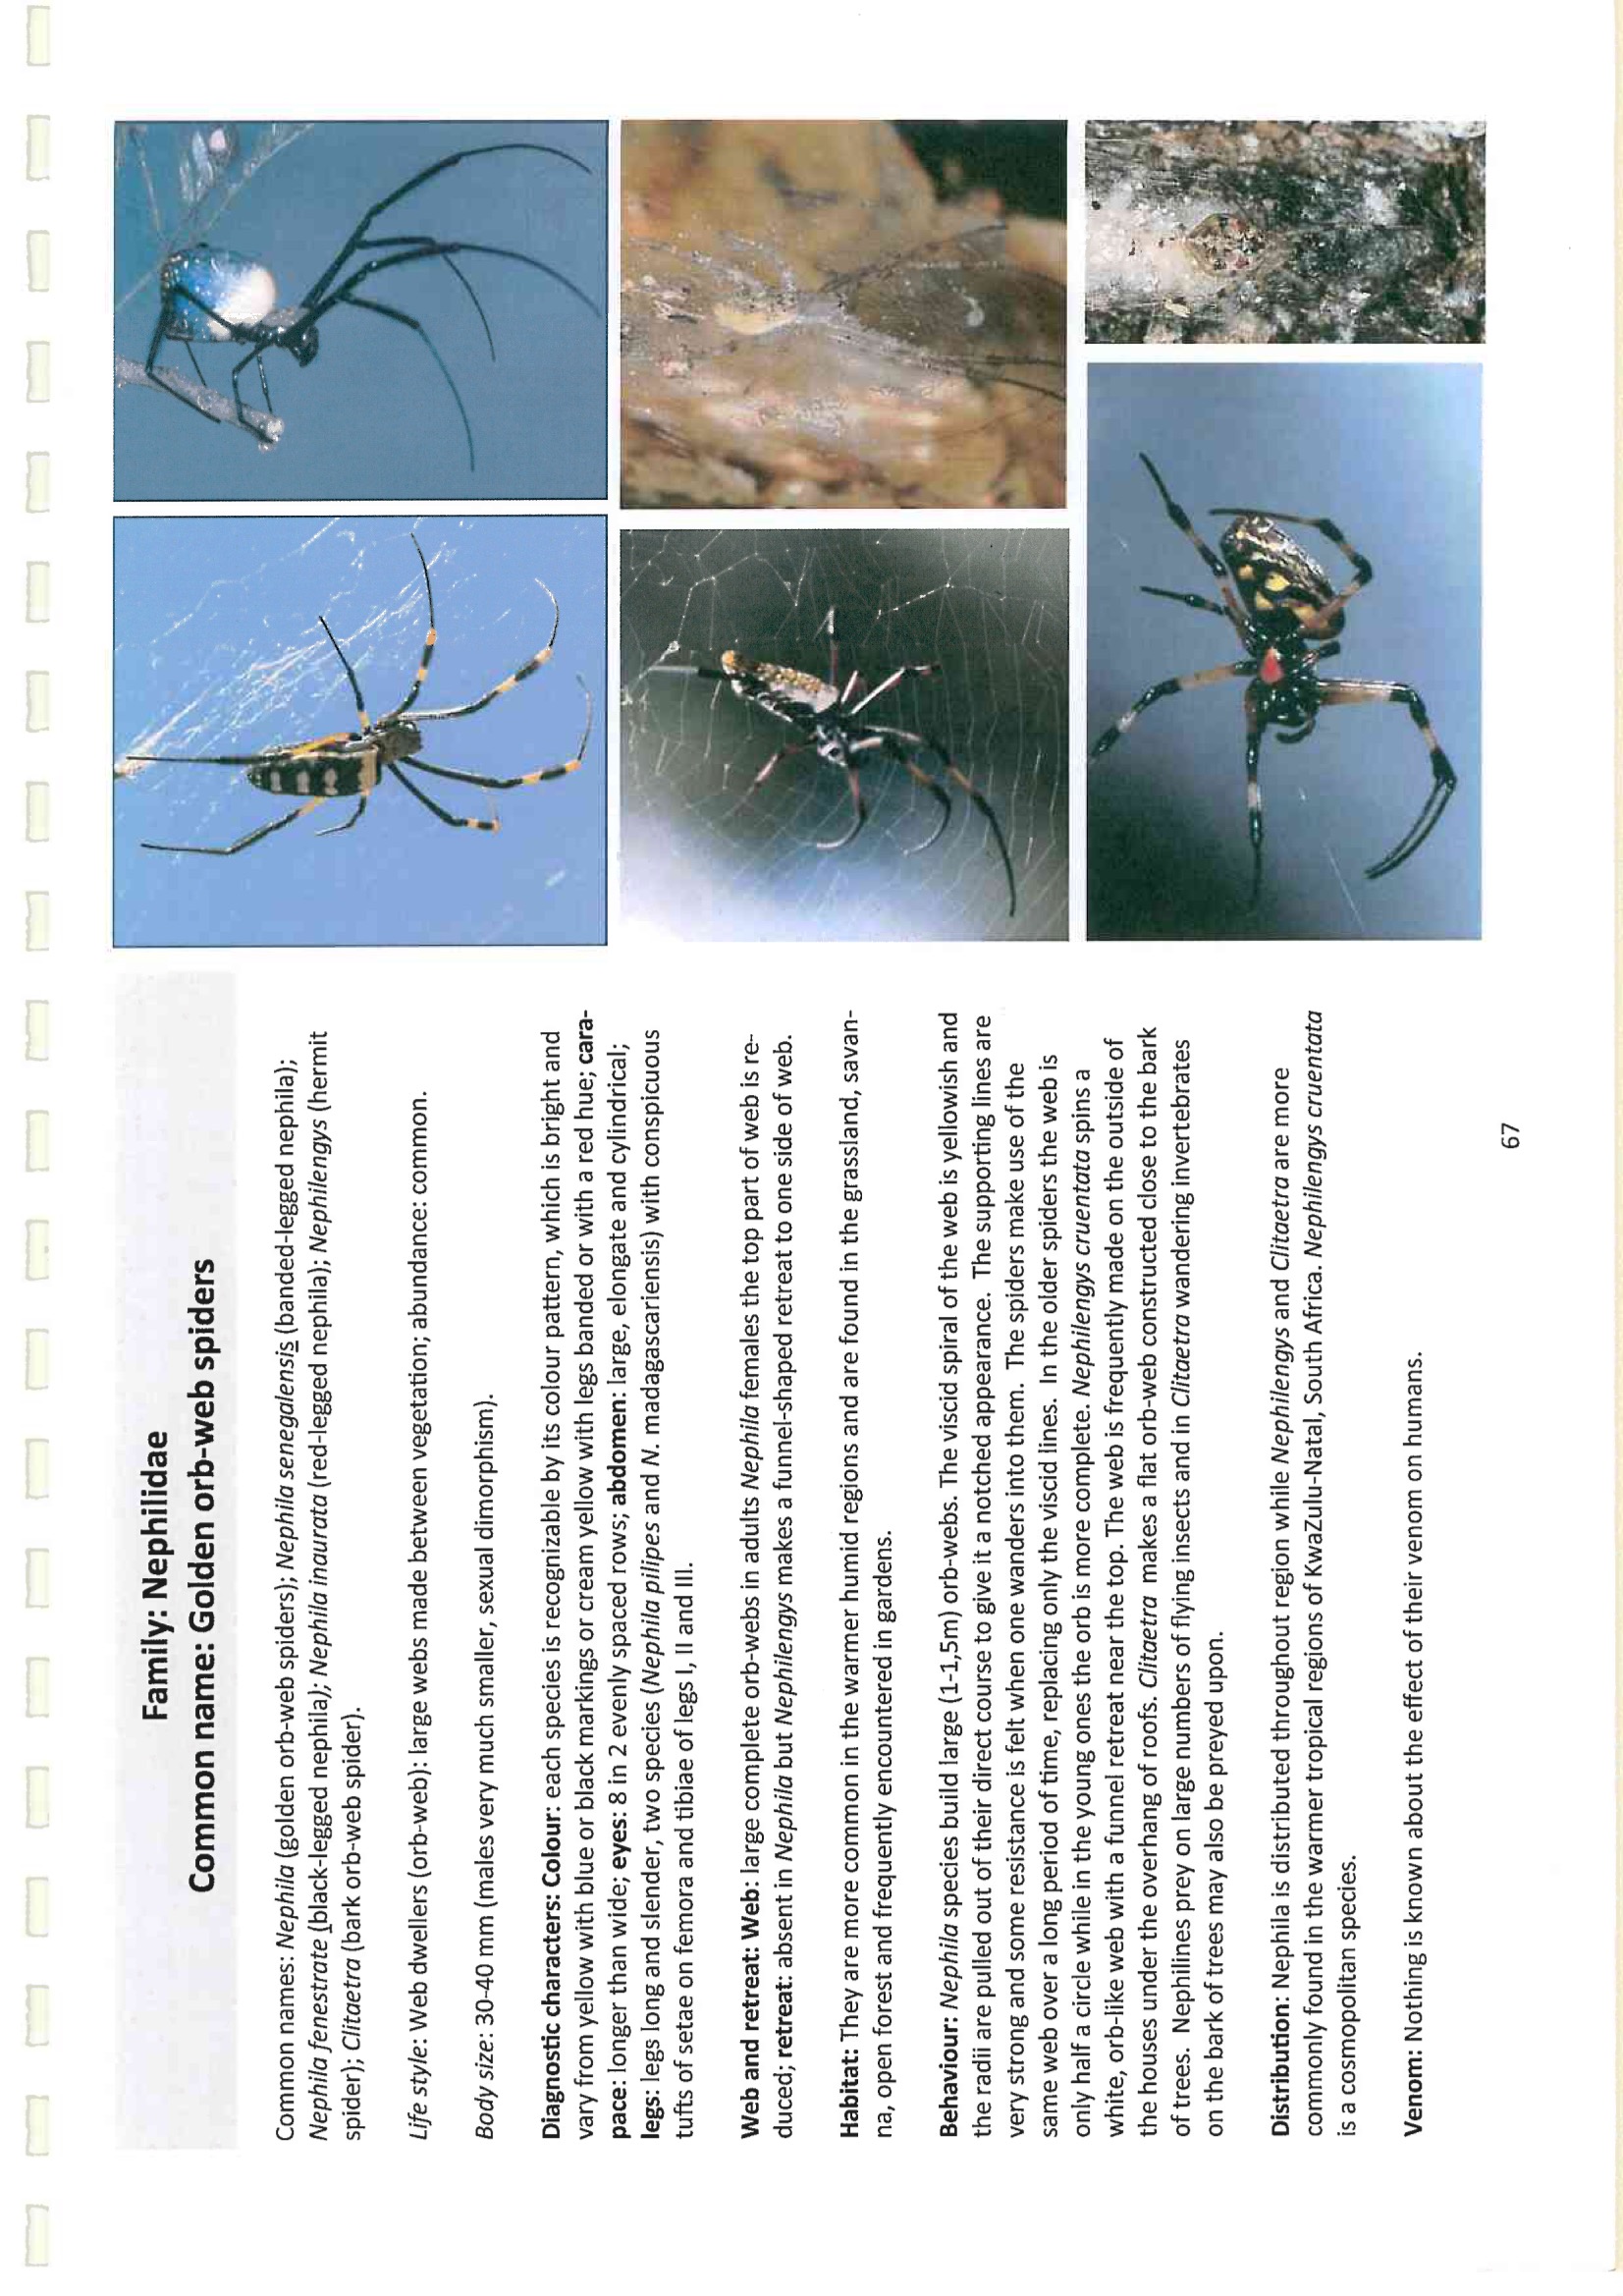 Family: Nephilidae
Common name: Golden orb-web spiders
Common names: Nephila (golden orb-web spiders); Nephila senegalensis (banded-legged nephila);
Nephila fenestrate (black-legged nephila); Nephila inaurata (red-legged nephila); Nephilengys (hermit
spider); Clitaetra (bark orb-web spider).
Life style: Web dwellers (orb-web): large webs made between vegetation; abundance: common.
Body size: 30-40 mm (males very much smaller, sexual dimorphism).
Diagnostic characters: Colour: each species is recognizable by its colour pattern, which is bright and
vary from yellow with blue or black markings or cream yellow with legs banded or with a red hue; cara-
pace: longer than wide; eyes: 8 in 2 evenly spaced rows; abdomen: large, elongate and cylindrical;
legs: legs long and slender, two species (Nephila pilipes and N. madagascariensis) with conspicuous
tufts of setae on femora and tibiae of legs I, II and III.
Web and retreat: Web: large complete orb-webs in adults Nephila females the top part of web is re-
duced; retreat: absent in Nephila but Nephilengys makes a funnel-shaped retreat to one side of web.
Habitat: They are more common in the warmer humid regions and are found in the grassland, savan-
na, open forest and frequently encountered in gardens.
Behaviour: Nephila species build large (1-1,5m) orb-webs. The viscid spiral of the web is yellowish and
the radii are pulled out of their direct course to give it a notched appearance. The supporting lines are
very strong and some resistance is felt when one wanders into them. The spiders make use of the
same web over a long period of time, replacing only the viscid lines. In the older spiders the web is
only half a circle while in the young ones the orb is more complete. Nephilengys cruentata spins a
white, orb-like web with a funnel retreat near the top. The web is frequently made on the outside of
the houses under the overhang of roofs. Clitaetra makes a flat orb-web constructed close to the bark
of trees. Nephilines prey on large numbers of flying insects and in Clitaetra wandering invertebrates
on the bark of trees may also be preyed upon.
Distribution: Nephila is distributed throughout region while Nephilengys and Clitaetra are more
commonly found in the warmer tropical regions of KwaZulu-Natal, South Africa. Nephilengys cruentata
is a cosmopolitan species.
Venom: Nothing is known about the effect of their venom on humans.
67